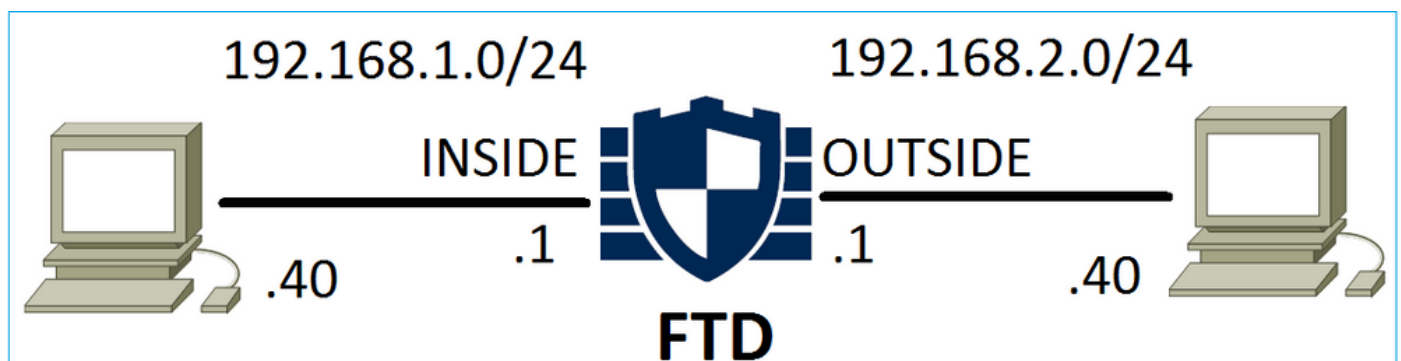 192.168.1.0/24
192.168.2.0/24
INSIDE
OUTSIDE
.1
.1
.40
.40
FTD